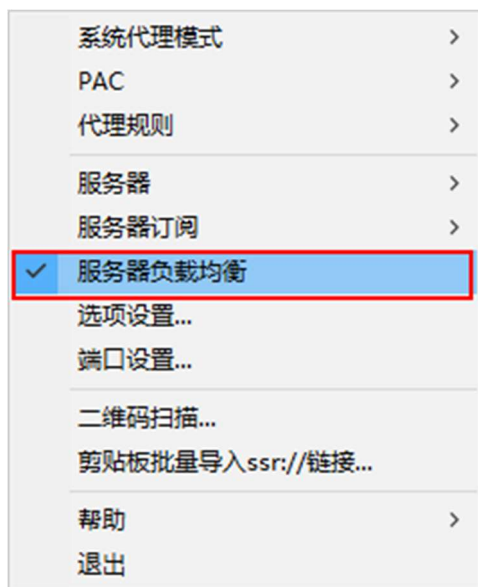 系统代理模式
PAC
代理规则
服务器
服务器订阅
服务器负载均衡
选项设置...
端口设置...
二维码扫描...
剪贴板批量导入ssr://链接...
帮助
退出